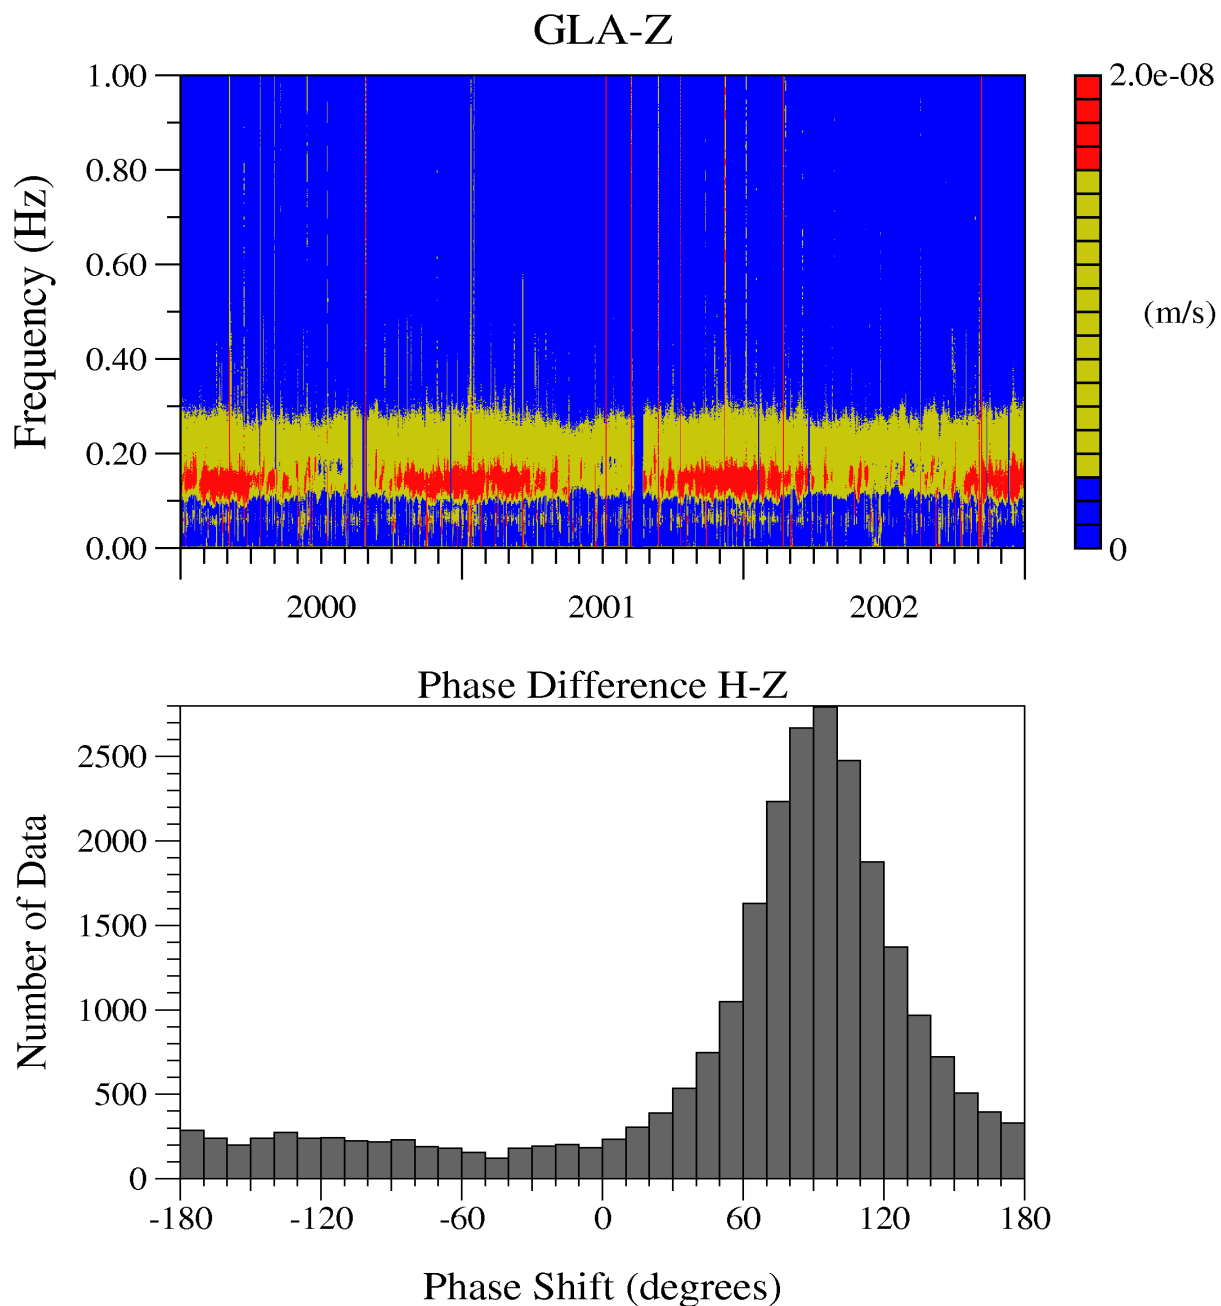 GLA-Z
1.00
0.80
0.60
0.40
0.20
0.00
Frequency (Hz)
2.0e-08
(m/s)
0
2000 2001 2002
Phase Difference H-Z
2500
2000
1500
1000
500
0
Number of Data
-180 -120 -60 0 60 120 180
Phase Shift (degrees)